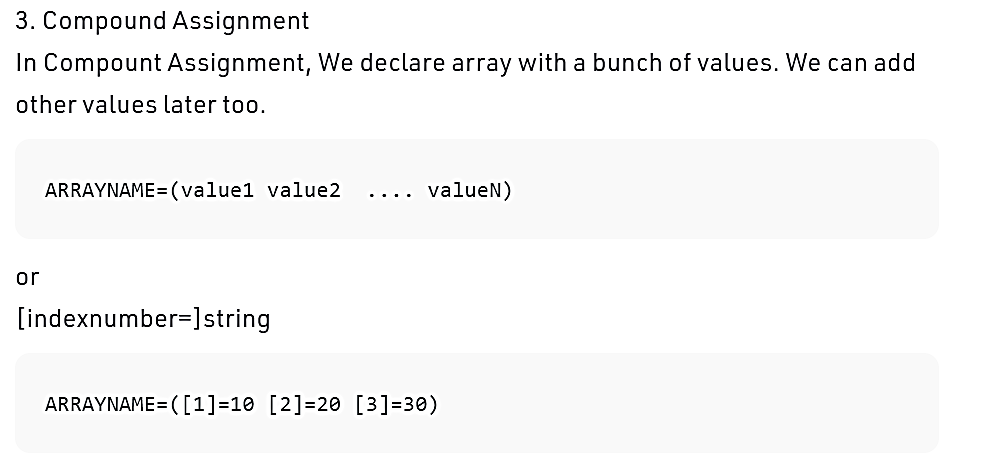 3. Compound Assignment
In Compount Assignment, We declare array with a bunch of values. We can add
other values later too.
ARRAYNAME=(value1 value2  .... valueN)
or
[indexnumber=]string
ARRAYNAME=([1]=10 [2]=20 [3]=30)